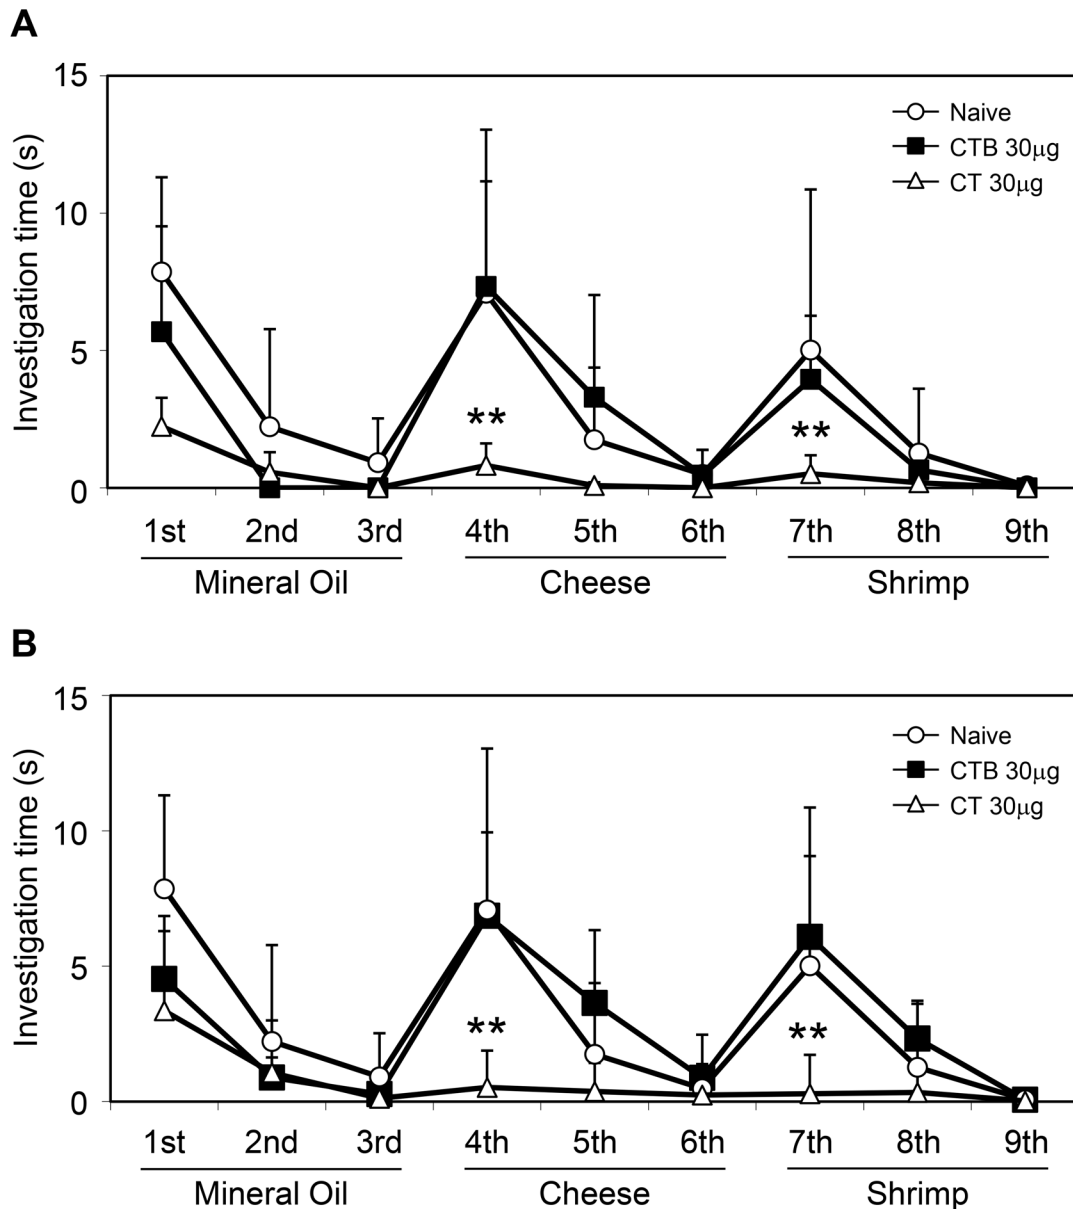 A
15
10
5
0
Investigation time (s)
Naive
CTB 30μg
CT 30μg
** **
1st 2nd 3rd 4th 5th 6th 7th 8th 9th
Mineral Oil Cheese Shrimp
B
15
10
5
0
Investigation time (s)
Naive
CTB 30μg
CT 30μg
** **
1st 2nd 3rd 4th 5th 6th 7th 8th 9th
Mineral Oil Cheese Shrimp